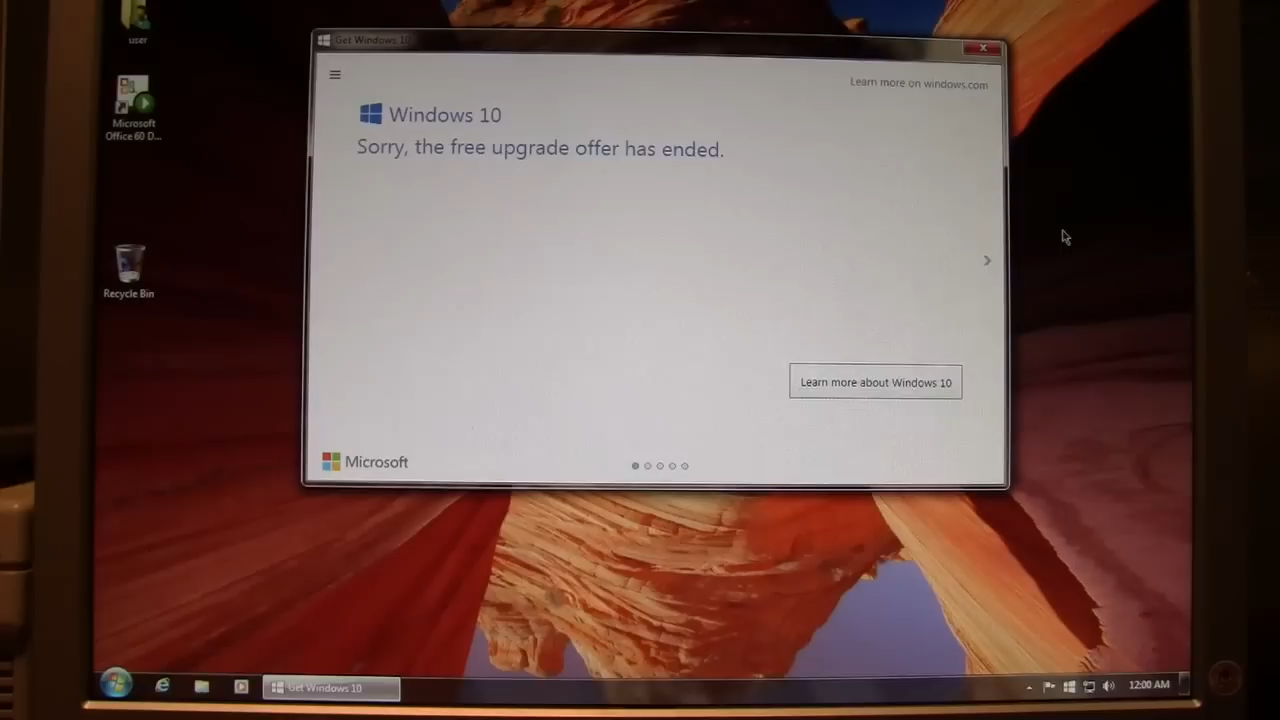 user
Microsoft
Office 60 D...
Recycle Bin
Get Windows 10
Learn more on windows.com
Windows 10
Sorry, the free upgrade offer has ended.
Learn more about Windows 10
Microsoft
Get Windows 10
12:00 AM